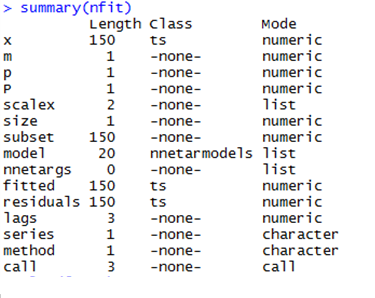 > summary(nfit)
Length Class Mode
x 150 ts numeric
m 1 -none- numeric
p 1 -none- numeric
P 1 -none- numeric
scalex 2 -none- list
size 1 -none- numeric
subset 150 -none- numeric
model 20 nnetarmodels list
nnetargs 0 -none- list
fitted 150 ts numeric
residuals 150 ts numeric
lags 3 -none- numeric
series 1 -none- character
method 1 -none- character
call 3 -none- call